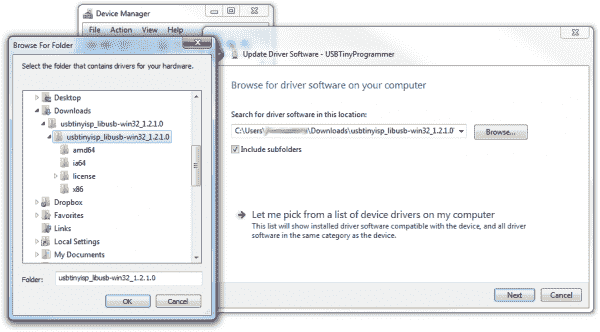 Device Manager
File Action View Help
Browse For Folder
Select the folder that contains drivers for your hardware.
Desktop
Downloads
usbtinyisp_libusb-win32_1.2.1.0
usbtinyisp_libusb-win32_1.2.1.0
amd64
ia64
license
x86
Dropbox
Favorites
Links
Local Settings
My Documents
Folder: usbtinyisp_libusb-win32_1.2.1.0
OK Cancel
Update Driver Software - USBTinyProgrammer
Browse for driver software on your computer
Search for driver software in this location:
C:\Users\ \Downloads\usbtinyisp_libusb-win32_1.2.1.0 Browse...
Include subfolders
Let me pick from a list of device drivers on my computer
This list will show installed driver software compatible with the device, and all driver
software in the same category as the device.
Next Cancel